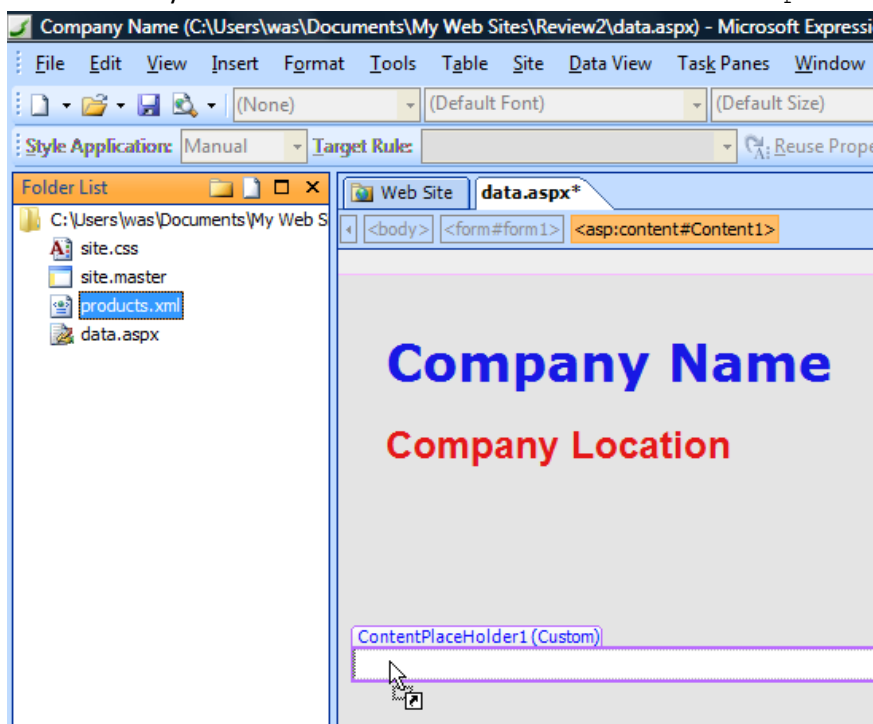 Company Name (C:\Users\was\Documents\My Web Sites\Review2\data.aspx) - Microsoft Expressi
File Edit View Insert Format Tools Table Site Data View Task Panes Window
(None) (Default Font) (Default Size)
Style Application: Manual Target Rule: Reuse Prope
Folder List
Web Site data.aspx*
C:\Users\was\Documents\My Web S
<body> <form#form1> <asp:content#Content1>
site.css
site.master
products.xml
data.aspx
Company Name
Company Location
ContentPlaceHolder1 (Custom)